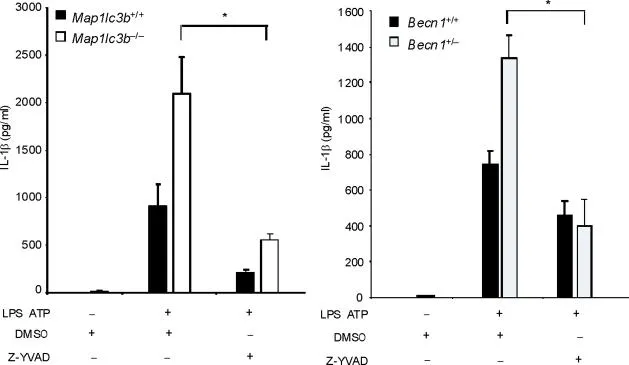 Map1lc3b+/+
Map1lc3b–/–
*
IL-1β (pg/ml)
3000
2500
2000
1500
1000
500
0
LPS ATP – + +
DMSO + + –
Z-YVAD – – +
Becn1+/+
Becn1+/–
*
IL-1β (pg/ml)
1600
1400
1200
1000
800
600
400
200
0
LPS ATP – + +
DMSO + + –
Z-YVAD – – +